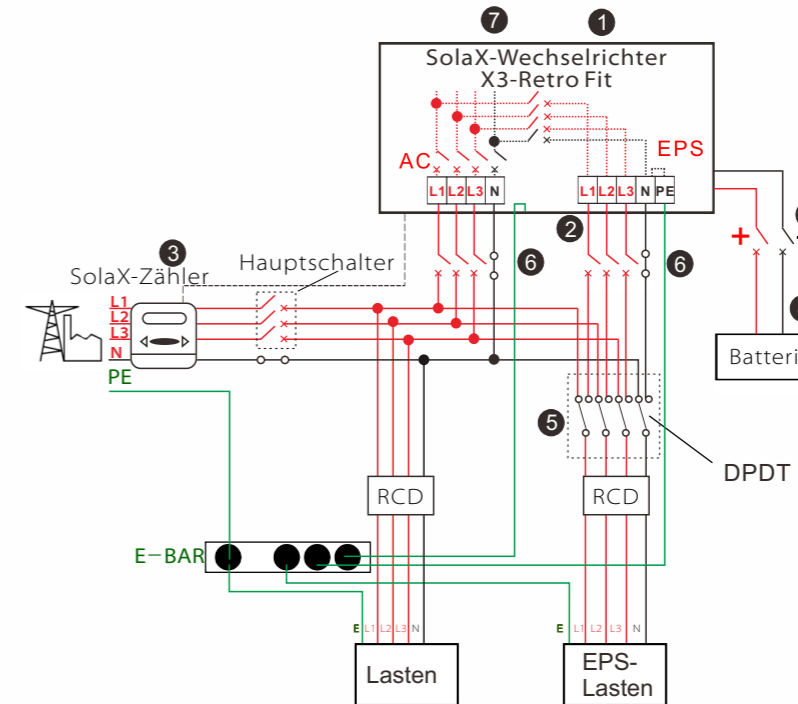 7
1
SolaX-Wechselrichter
X3-Retro Fit
AC
EPS
L1 L2 L3 N
L1 L2 L3 N PE
2
3
6
6
+
SolaX-Zähler
Hauptschalter
L1
L2
L3
N
PE
Batteri
5
DPDT
RCD
RCD
E-BAR
E L1 L2 L3 N
E L1 L2 L3 N
Lasten
EPS-
Lasten